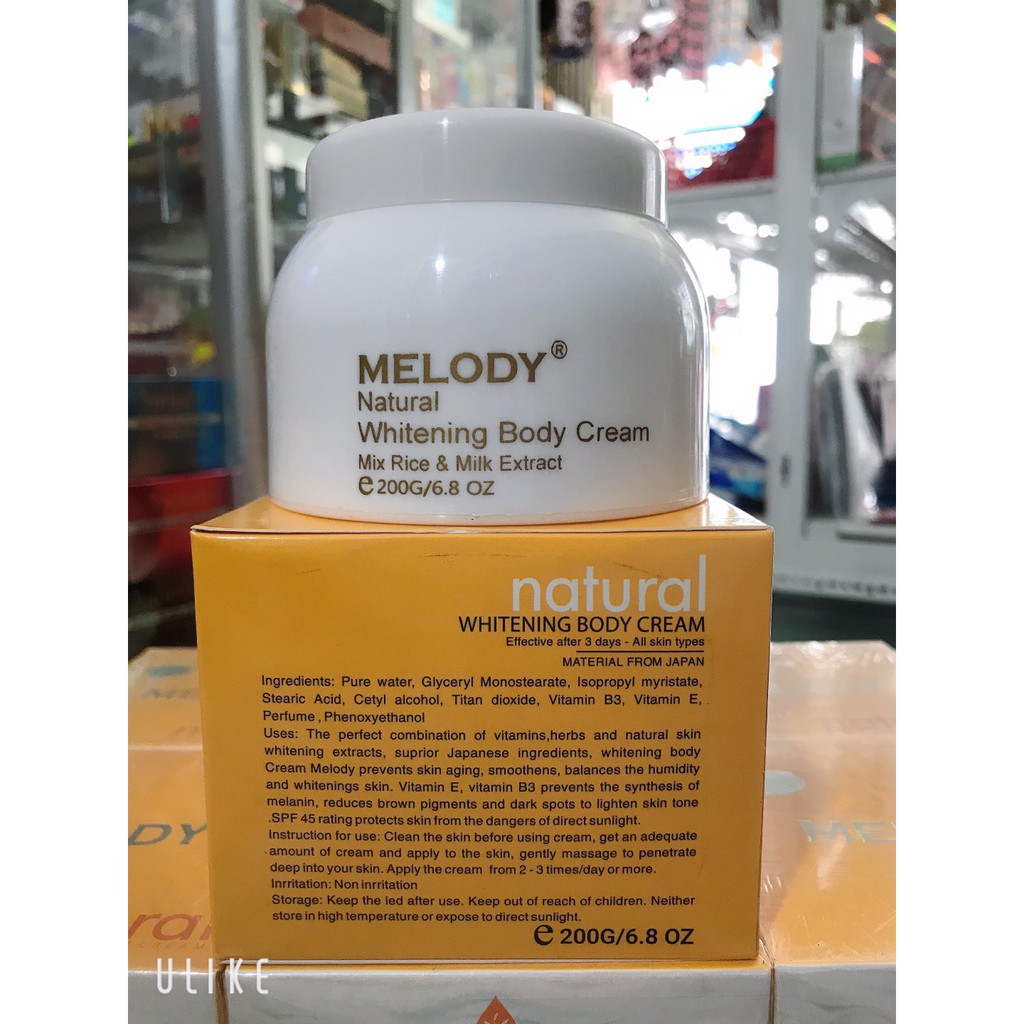 MELODY®
Natural
Whitening Body Cream
Mix Rice & Milk Extract
e 200G/6.8 OZ
natural
WHITENING BODY CREAM
Effective after 3 days - All skin types
MATERIAL FROM JAPAN
Ingredients: Pure water, Glyceryl Monostearate, Isopropyl myristate,
Stearic Acid, Cetyl alcohol, Titan dioxide, Vitamin B3, Vitamin E,
Perfume , Phenoxyethanol
Uses: The perfect combination of vitamins,herbs and natural skin
whitening extracts, suprior Japanese ingredients, whitening body
Cream Melody prevents skin aging, smoothens, balances the humidity
and whitenings skin. Vitamin E, vitamin B3 prevents the synthesis of
melanin, reduces brown pigments and dark spots to lighten skin tone
.SPF 45 rating protects skin from the dangers of direct sunlight.
Instruction for use: Clean the skin before using cream, get an adequate
amount of cream and apply to the skin, gently massage to penetrate
deep into your skin. Apply the cream from 2 - 3 times/day or more.
Inrritation: Non inrritation
Storage: Keep the led after use. Keep out of reach of children. Neither
store in high temperature or expose to direct sunlight.
e 200G/6.8 OZ
DY
MEL
ULIKE